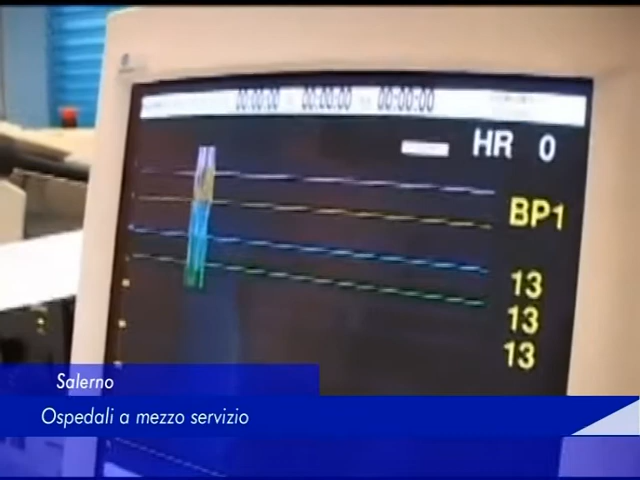 00:00:00 00:00:00 00:00:00
HR 0
BP1
13
13
13
Salerno
Ospedali a mezzo servizio